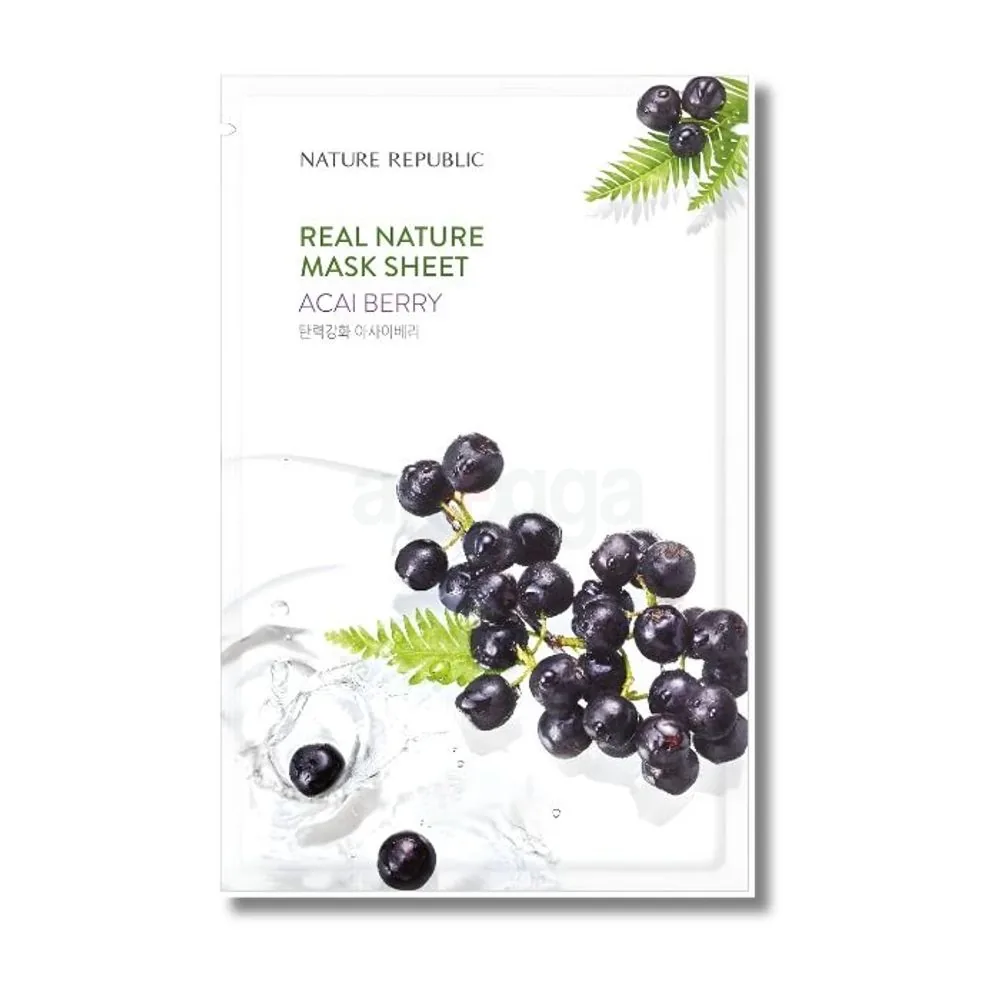 NATURE REPUBLIC
REAL NATURE
MASK SHEET
ACAI BERRY
탄력강화 아사이베리